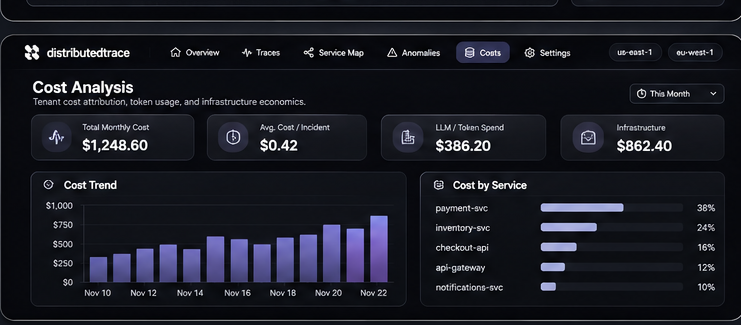 distributedtrace
Overview
Traces
Service Map
Anomalies
Costs
Settings
us-east-1
eu-west-1
Cost Analysis
Tenant cost attribution, token usage, and infrastructure economics.
This Month
Total Monthly Cost
$1,248.60
Avg. Cost / Incident
$0.42
LLM / Token Spend
$386.20
Infrastructure
$862.40
Cost Trend
$1,000
$750
$500
$250
$0
Nov 10
Nov 12
Nov 14
Nov 16
Nov 18
Nov 20
Nov 22
Cost by Service
payment-svc 38%
inventory-svc 24%
checkout-api 16%
api-gateway 12%
notifications-svc 10%